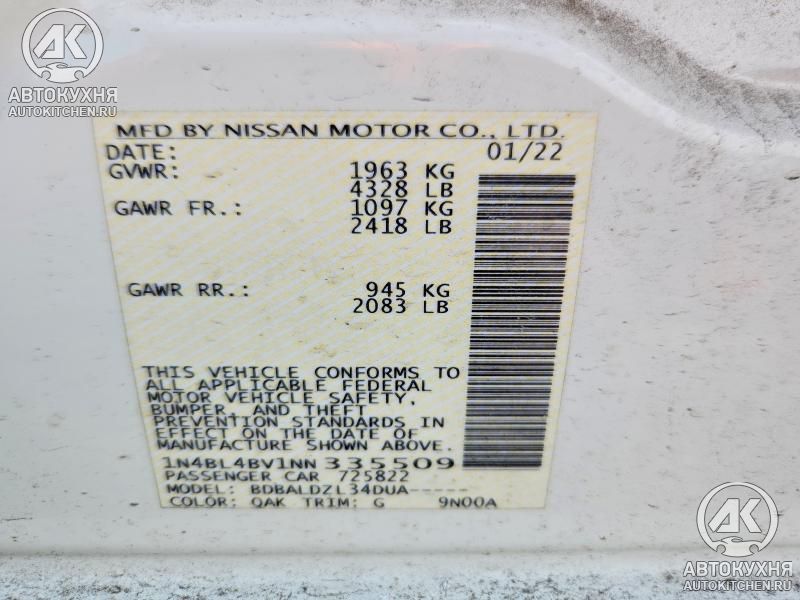 АК
АВТОКУХНЯ
AUTOKITCHEN.RU
MFD BY NISSAN MOTOR CO., LTD.
DATE: 01/22
GVWR: 1963 KG
4328 LB
GAWR FR.: 1097 KG
2418 LB
GAWR RR.: 945 KG
2083 LB
THIS VEHICLE CONFORMS TO
ALL APPLICABLE FEDERAL
MOTOR VEHICLE SAFETY,
BUMPER, AND THEFT
PREVENTION STANDARDS IN
EFFECT ON THE DATE OF
MANUFACTURE SHOWN ABOVE.
1N4BL4BV1NN335509
PASSENGER CAR 725822
MODEL: BDBALDZL34DUA-----
COLOR: QAK TRIM: G 9N00A
АК
АВТОКУХНЯ
AUTOKITCHEN.RU